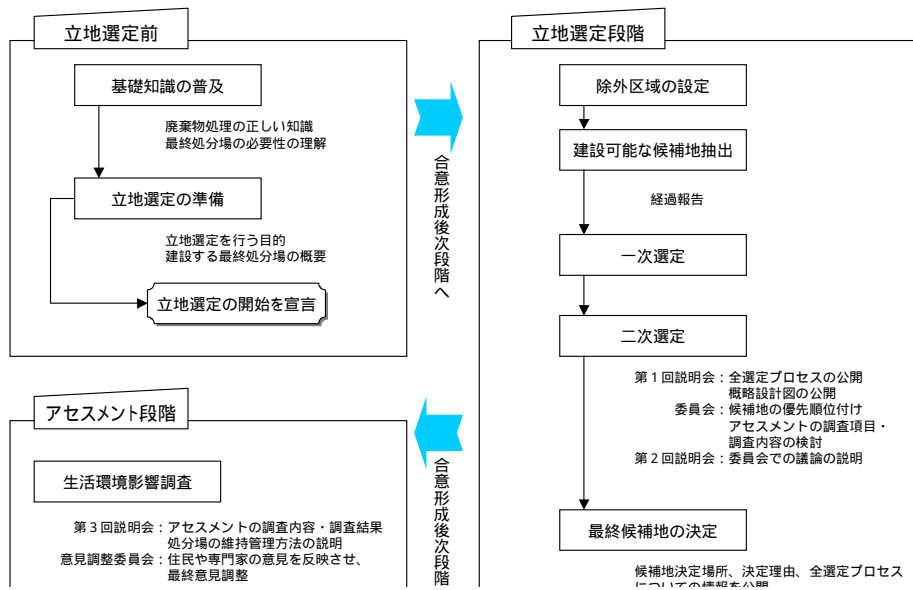 立地選定前
基礎知識の普及
廃棄物処理の正しい知識
最終処分場の必要性の理解
立地選定の準備
立地選定を行う目的
建設する最終処分場の概要
立地選定の開始を宣言
合意形成後次段階へ
立地選定段階
除外区域の設定
建設可能な候補地抽出
経過報告
一次選定
二次選定
第1回説明会:全選定プロセスの公開
概略設計図の公開
委員会:候補地の優先順位付け
アセスメントの調査項目・
調査内容の検討
第2回説明会:委員会での議論の説明
最終候補地の決定
候補地決定場所、決定理由、全選定プロセス
についての情報を公開
合意形成後次段階
アセスメント段階
生活環境影響調査
第3回説明会:アセスメントの調査内容・調査結果
処分場の維持管理方法の説明
意見調整委員会:住民や専門家の意見を反映させ、
最終意見調整